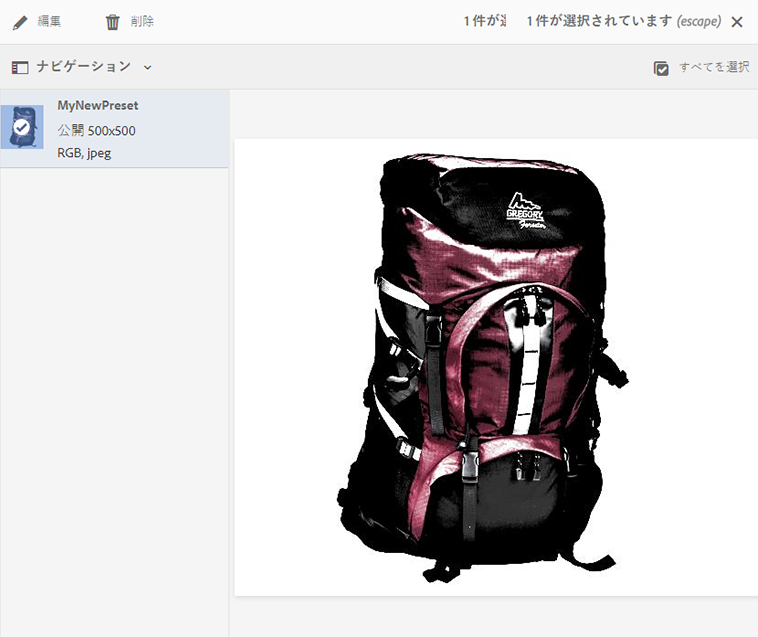 編集
削除
1件が選
1件が選択されています (escape)
ナビゲーション
すべてを選択
MyNewPreset
公開 500x500
RGB, jpeg
GREGORY